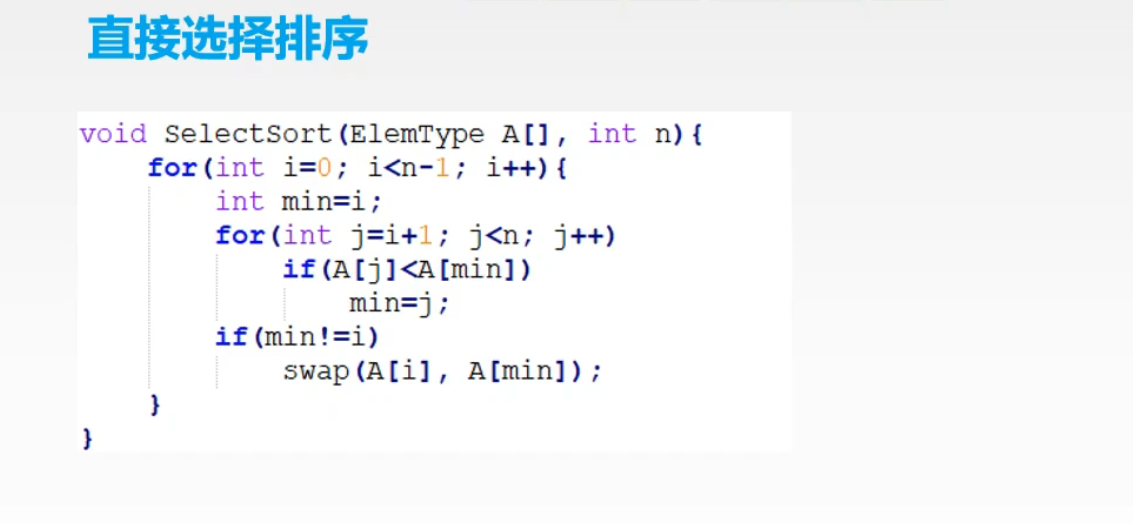 直接选择排序
void SelectSort(ElemType A[], int n){
for(int i=0; i<n-1; i++){
int min=i;
for(int j=i+1; j<n; j++)
if(A[j]<A[min])
min=j;
if(min!=i)
swap(A[i], A[min]);
}
}